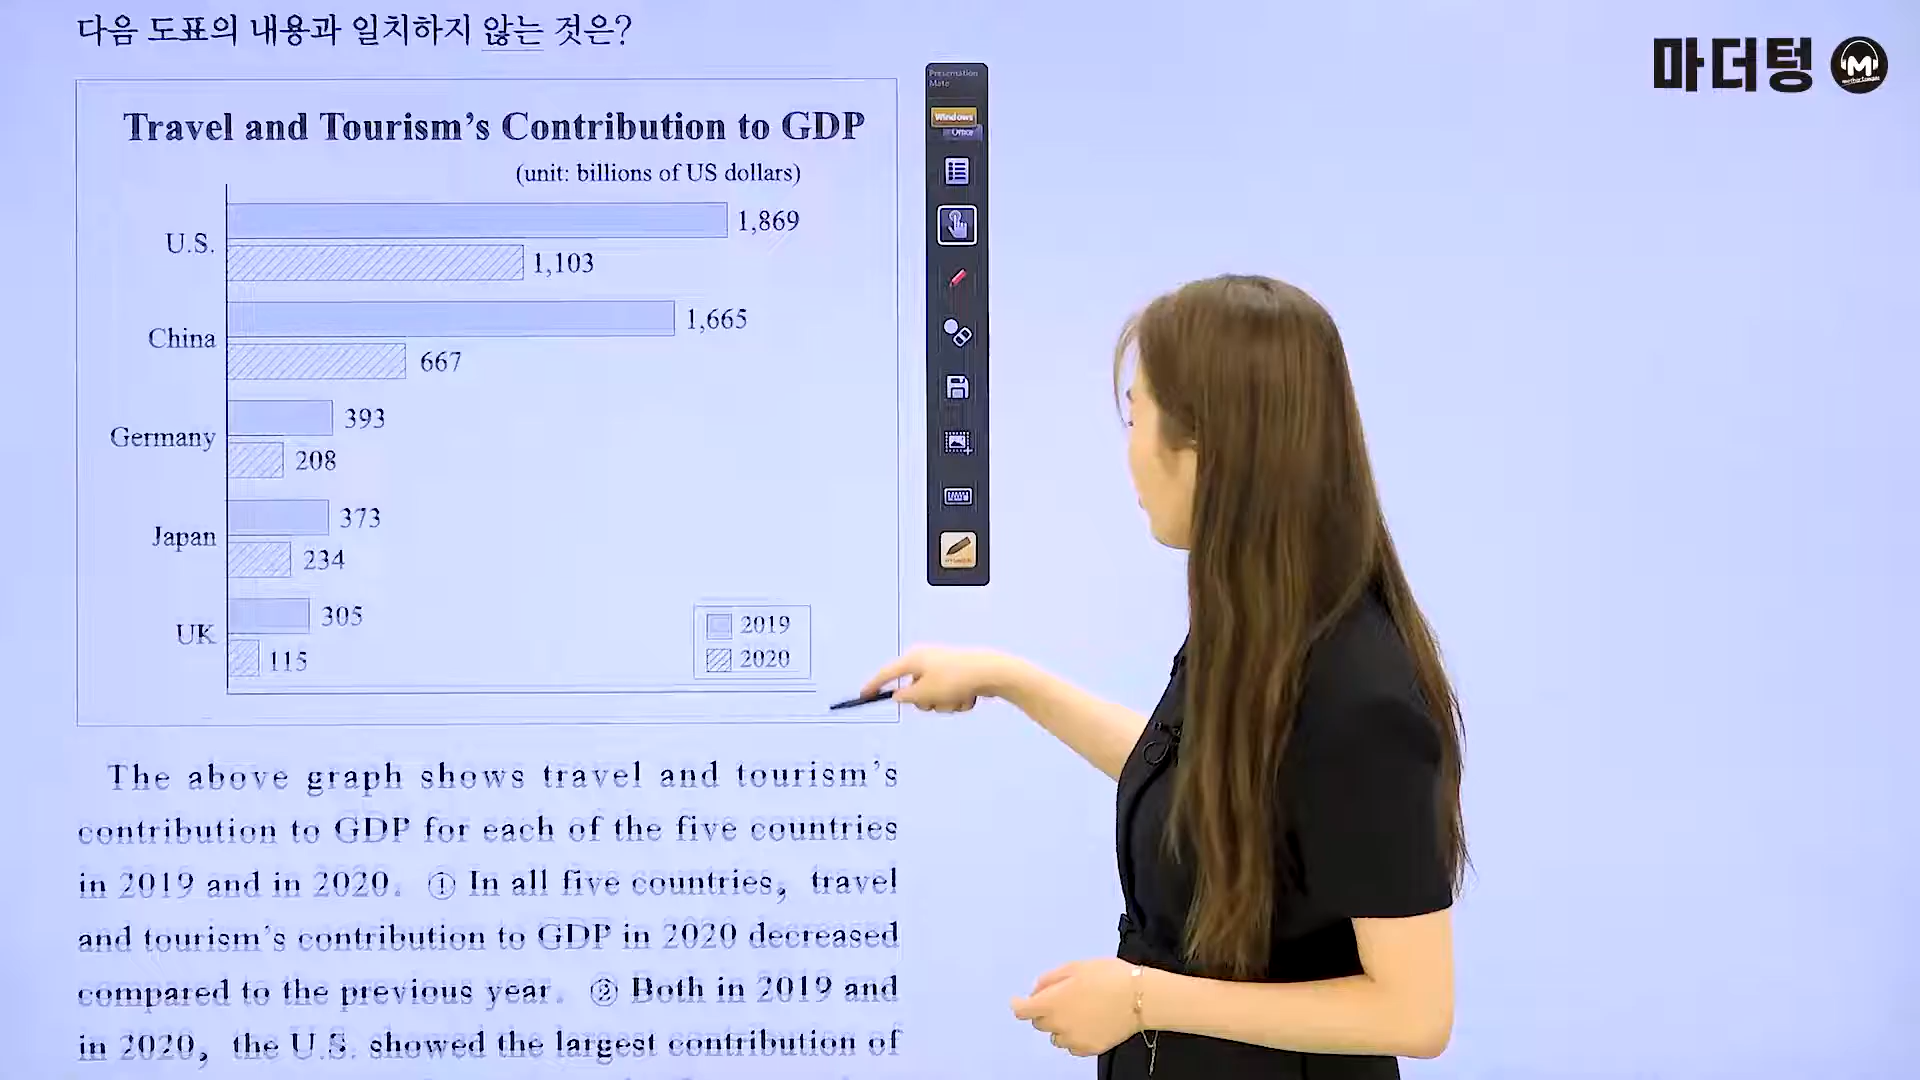 다음 도표의 내용과 일치하지 않는 것은?
마더텅
M
Presentation
Mate
Windows
Office
Travel and Tourism's Contribution to GDP
(unit: billions of US dollars)
U.S.
1,869
1,103
China
1,665
667
Germany
393
208
Japan
373
234
UK
305
115
2019
2020
The above graph shows travel and tourism's
contribution to GDP for each of the five countries
in 2019 and in 2020. ① In all five countries, travel
and tourism's contribution to GDP in 2020 decreased
compared to the previous year. ② Both in 2019 and
in 2020, the U.S. showed the largest contribution of